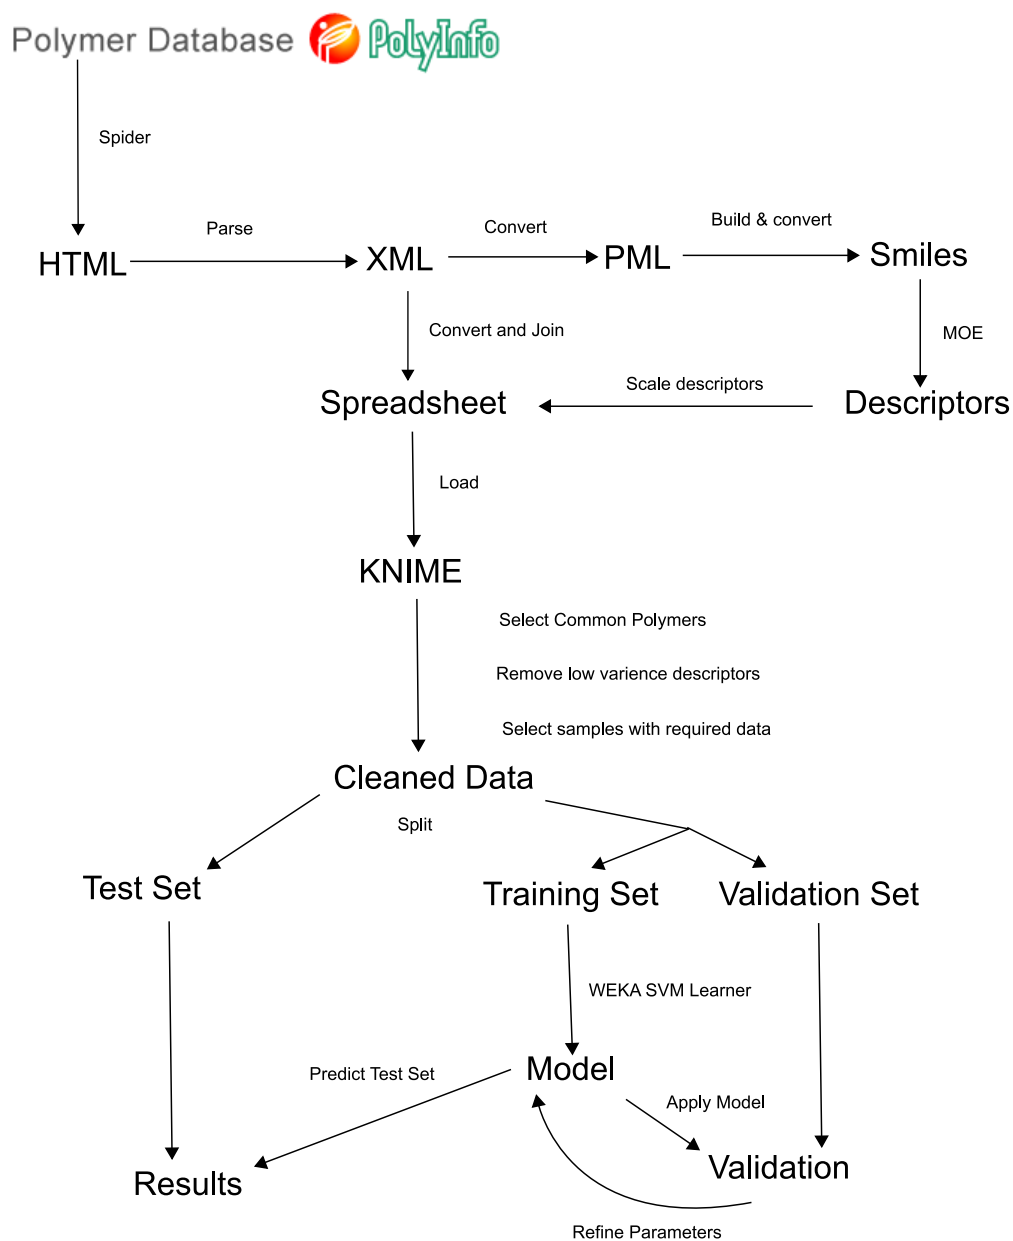 Polymer Database PolyInfo
Spider
Parse
Convert
Build & convert
HTML
XML
PML
Smiles
Convert and Join
MOE
Scale descriptors
Spreadsheet
Descriptors
Load
KNIME
Select Common Polymers
Remove low varience descriptors
Select samples with required data
Cleaned Data
Split
Test Set
Training Set
Validation Set
WEKA SVM Learner
Model
Predict Test Set
Apply Model
Validation
Results
Refine Parameters